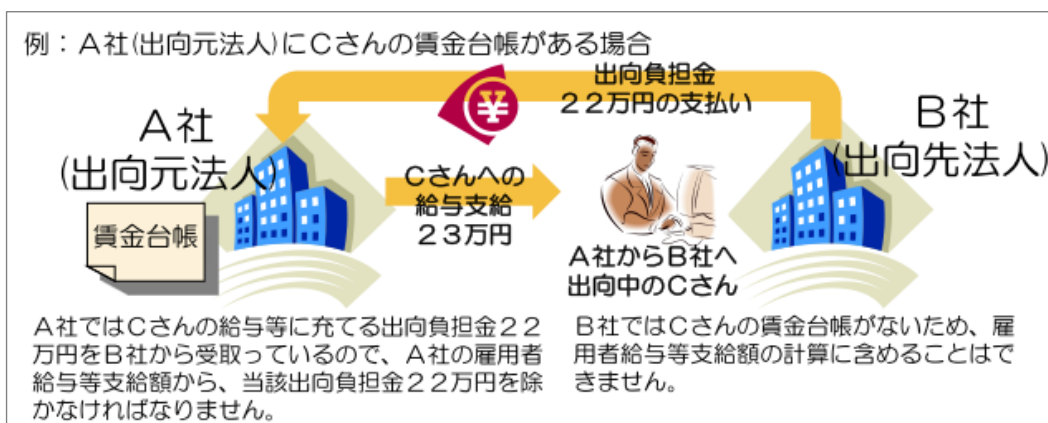 例：Ａ社(出向元法人)にＣさんの賃金台帳がある場合
出向負担金
２２万円の支払い
Ａ社
(出向元法人)
Ｂ社
(出向先法人)
Ｃさんへの
給与支給
２３万円
賃金台帳
Ａ社からＢ社へ
出向中のＣさん
Ａ社ではＣさんの給与等に充てる出向負担金２２
万円をＢ社から受取っているので、Ａ社の雇用者
給与等支給額から、当該出向負担金２２万円を除
かなければなりません。
Ｂ社ではＣさんの賃金台帳がないため、雇
用者給与等支給額の計算に含めることはで
きません。